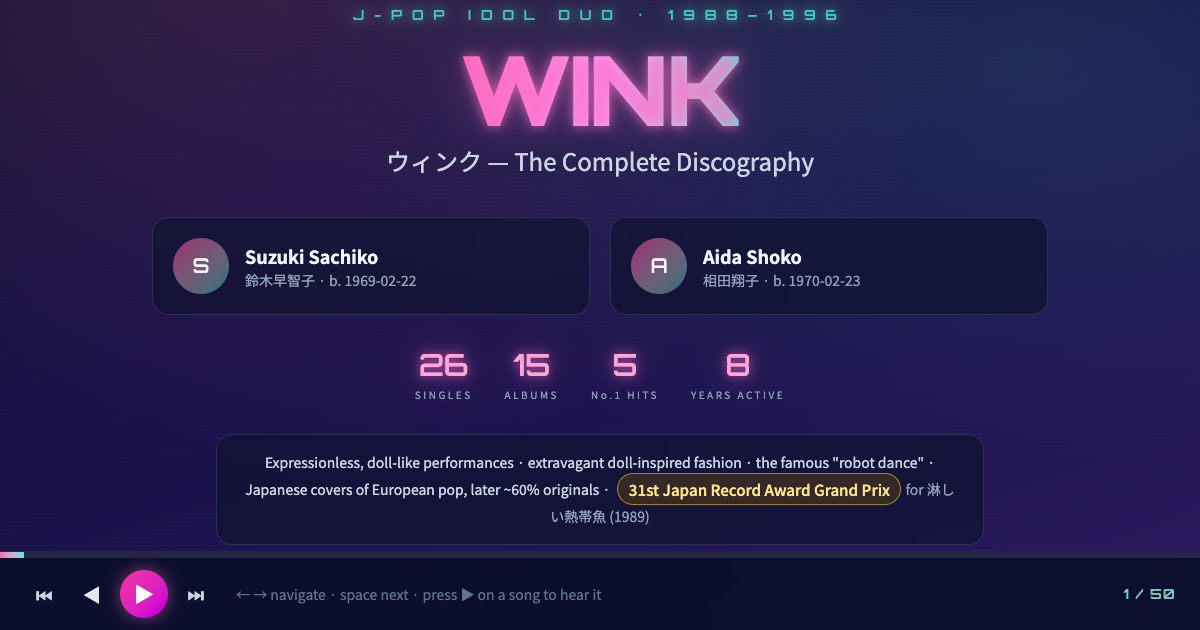 J-POP IDOL DUO · 1988–1996
WINK
ウィンク — The Complete Discography
S
Suzuki Sachiko
鈴木早智子 · b. 1969-02-22
A
Aida Shoko
相田翔子 · b. 1970-02-23
26
SINGLES
15
ALBUMS
5
No.1 HITS
8
YEARS ACTIVE
Expressionless, doll-like performances · extravagant doll-inspired fashion · the famous "robot dance" ·
Japanese covers of European pop, later ~60% originals · 31st Japan Record Award Grand Prix for 淋し
い熱帯魚 (1989)
←→ navigate · space next · press ▶ on a song to hear it
1 / 50